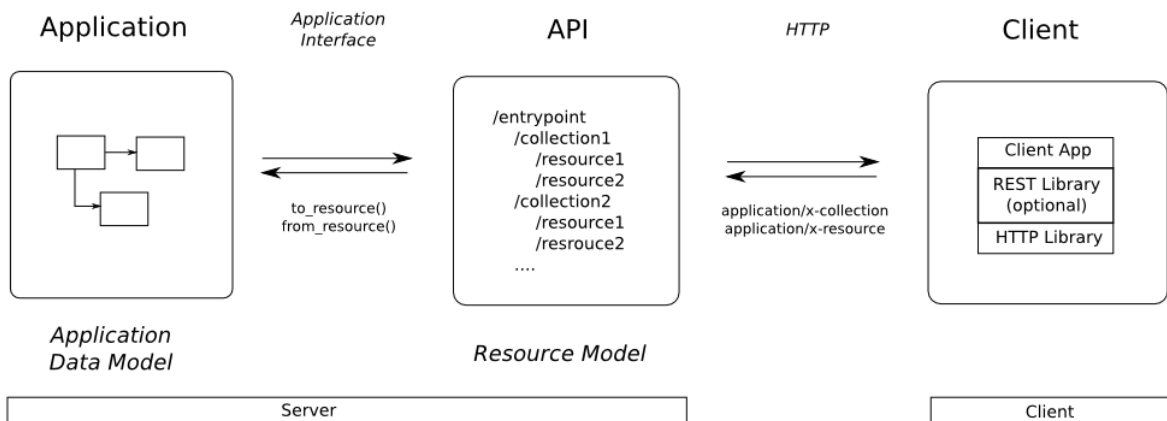 Application
Application
Interface
API
HTTP
Client
/entrypoint
/collection1
/resource1
/resource2
/collection2
/resource1
/resrouce2
....
to_resource()
from_resource()
application/x-collection
application/x-resource
Client App
REST Library
(optional)
HTTP Library
Application
Data Model
Resource Model
Server
Client